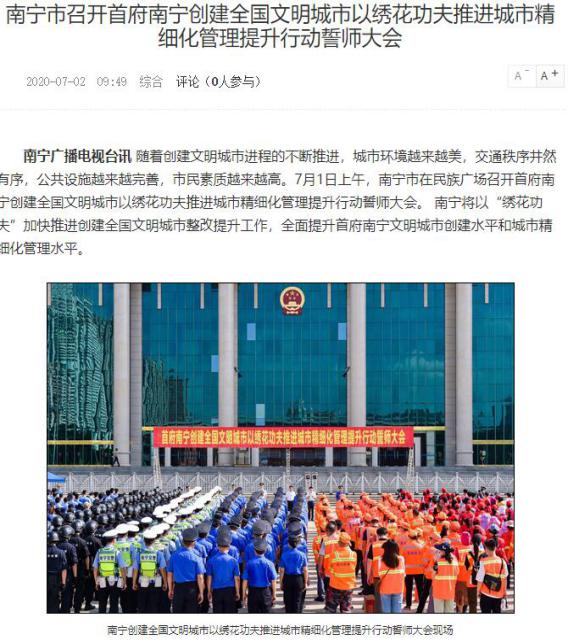 南宁市召开首府南宁创建全国文明城市以绣花功夫推进城市精
细化管理提升行动誓师大会
2020-07-02 09:49 综合 评论（0人参与）
A- A+
南宁广播电视台讯 随着创建文明城市进程的不断推进，城市环境越来越美，交通秩序井然
有序，公共设施越来越完善，市民素质越来越高。7月1日上午，南宁市在民族广场召开首府南
宁创建全国文明城市以绣花功夫推进城市精细化管理提升行动誓师大会。 南宁将以“绣花功
夫”加快推进创建全国文明城市整改提升工作，全面提升首府南宁文明城市创建水平和城市精
细化管理水平。
首府南宁创建全国文明城市以绣花功夫推进城市精细化管理提升行动誓师大会
南宁创建全国文明城市以绣花功夫推进城市精细化管理提升行动誓师大会现场